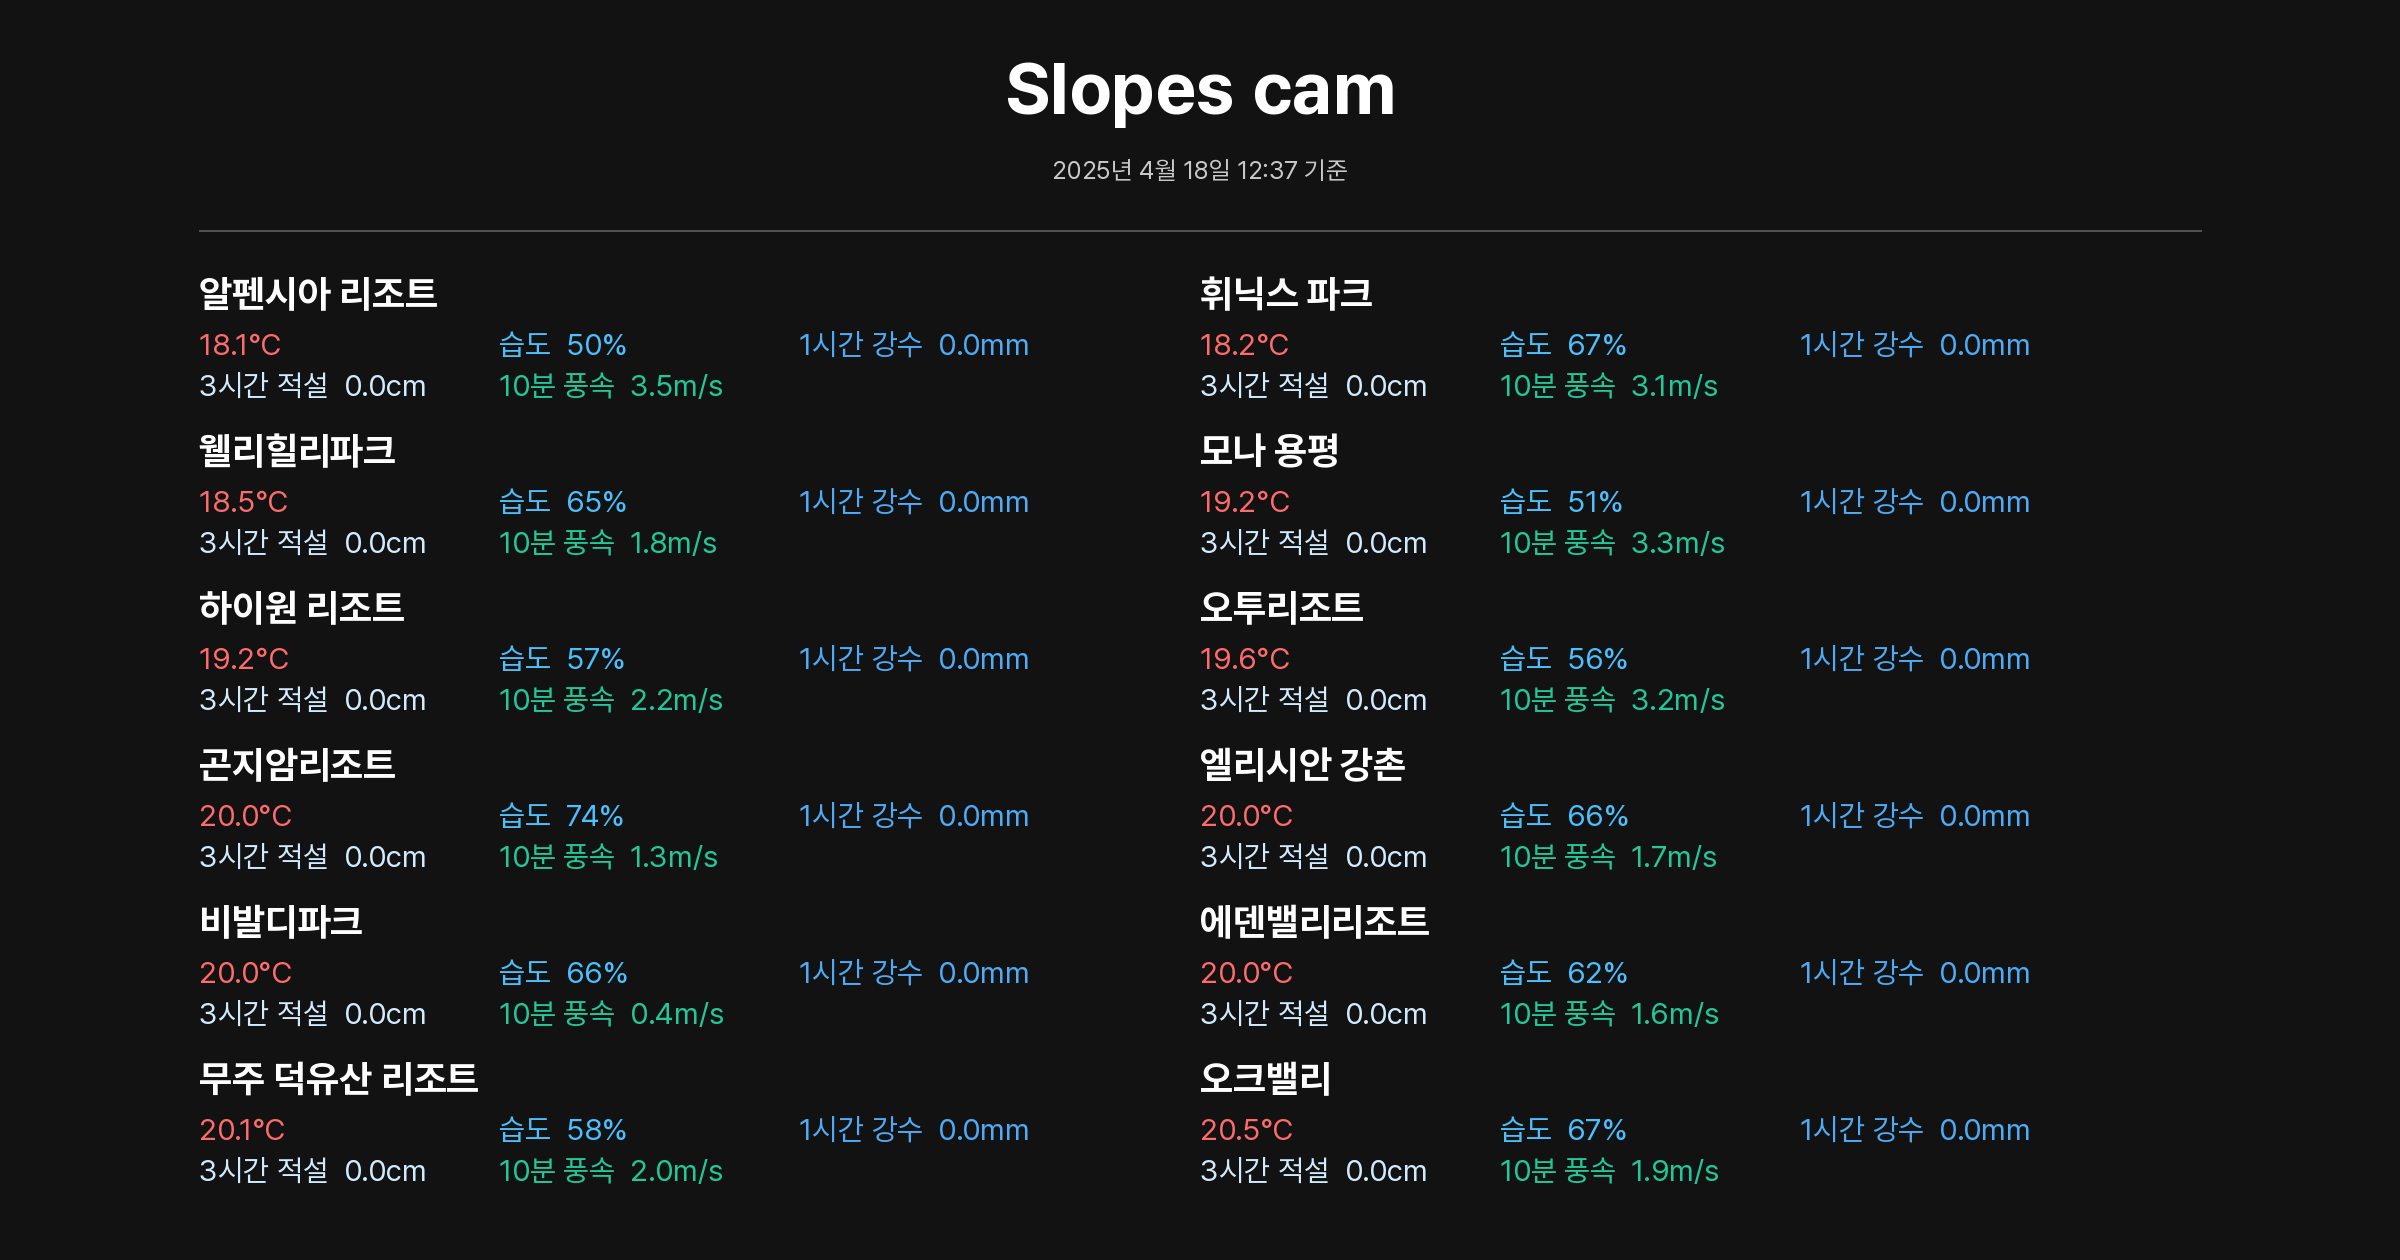 Slopes cam
2025년 4월 18일 12:37 기준
알펜시아 리조트
18.1°C 습도 50% 1시간 강수 0.0mm
3시간 적설 0.0cm 10분 풍속 3.5m/s
휘닉스 파크
18.2°C 습도 67% 1시간 강수 0.0mm
3시간 적설 0.0cm 10분 풍속 3.1m/s
웰리힐리파크
18.5°C 습도 65% 1시간 강수 0.0mm
3시간 적설 0.0cm 10분 풍속 1.8m/s
모나 용평
19.2°C 습도 51% 1시간 강수 0.0mm
3시간 적설 0.0cm 10분 풍속 3.3m/s
하이원 리조트
19.2°C 습도 57% 1시간 강수 0.0mm
3시간 적설 0.0cm 10분 풍속 2.2m/s
오투리조트
19.6°C 습도 56% 1시간 강수 0.0mm
3시간 적설 0.0cm 10분 풍속 3.2m/s
곤지암리조트
20.0°C 습도 74% 1시간 강수 0.0mm
3시간 적설 0.0cm 10분 풍속 1.3m/s
엘리시안 강촌
20.0°C 습도 66% 1시간 강수 0.0mm
3시간 적설 0.0cm 10분 풍속 1.7m/s
비발디파크
20.0°C 습도 66% 1시간 강수 0.0mm
3시간 적설 0.0cm 10분 풍속 0.4m/s
에덴밸리리조트
20.0°C 습도 62% 1시간 강수 0.0mm
3시간 적설 0.0cm 10분 풍속 1.6m/s
무주 덕유산 리조트
20.1°C 습도 58% 1시간 강수 0.0mm
3시간 적설 0.0cm 10분 풍속 2.0m/s
오크밸리
20.5°C 습도 67% 1시간 강수 0.0mm
3시간 적설 0.0cm 10분 풍속 1.9m/s